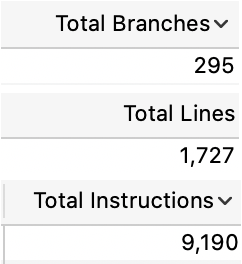 Total Branches
295
Total Lines
1,727
Total Instructions
9,190